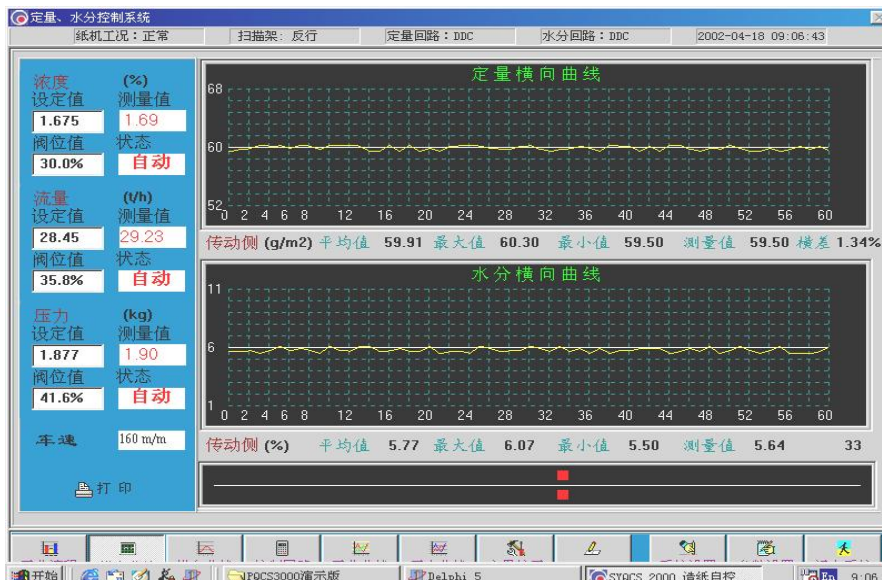 定量、水分控制系统
纸机工况：正常 扫描架：反行 定量回路：DDC 水分回路：DDC 2002-04-18 09:06:43
浓度 (%)
设定值 测量值
1.675 1.69
阀位值 状态
30.0% 自动
流量 (t/h)
设定值 测量值
28.45 29.23
阀位值 状态
35.8% 自动
压力 (kg)
设定值 测量值
1.877 1.90
阀位值 状态
41.6% 自动
车速 160 m/m
打 印
定量横向曲线
68
60
52
0 2 4 6 8 12 16 20 24 28 32 36 40 44 48 52 56 60
传动侧 (g/m2) 平均值 59.91 最大值 60.30 最小值 59.50 测量值 59.50 横差 1.34%
水分横向曲线
11
6
1
0 2 4 6 8 12 16 20 24 28 32 36 40 44 48 52 56 60
传动侧 (%) 平均值 5.77 最大值 6.07 最小值 5.50 测量值 5.64 33
开始 PQCS3000演示版 Delphi 5 SYQCS 2000 造纸自控 En 9:06